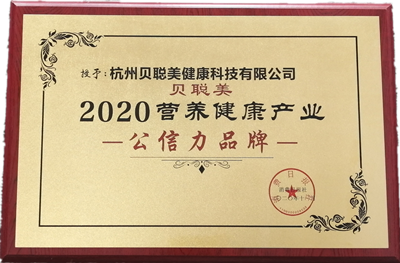 授予:杭州贝聪美健康科技有限公司
贝聪美
2020营养健康产业
—公信力品牌—